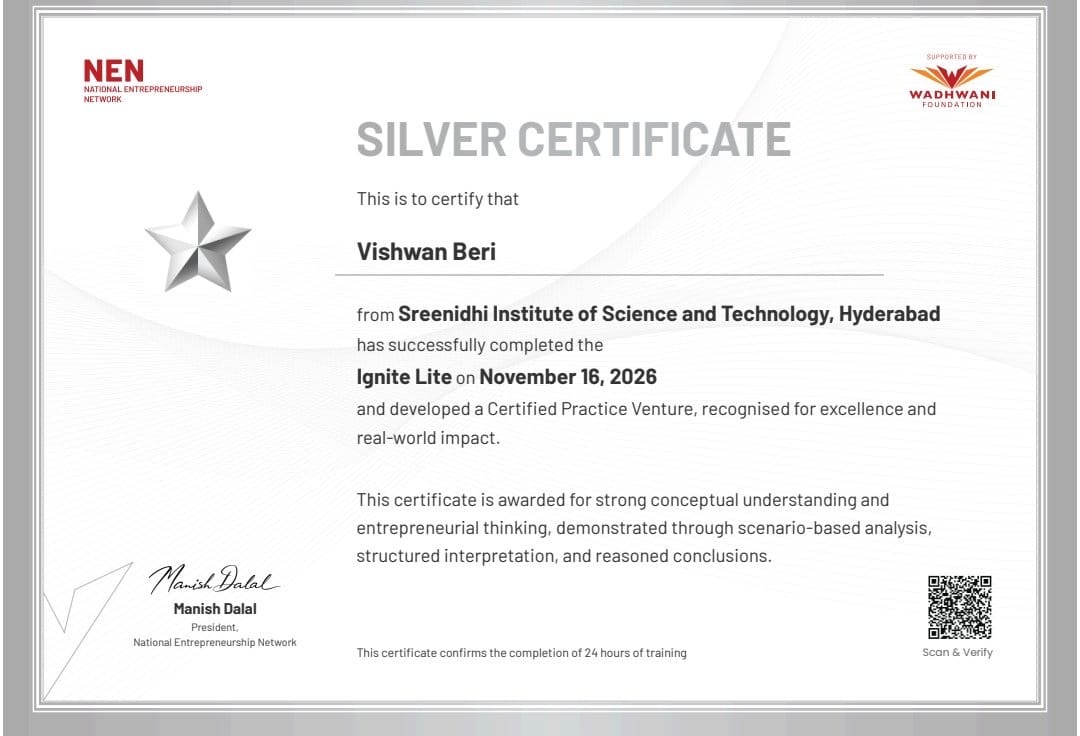 NEN
NATIONAL ENTREPRENEURSHIP
NETWORK
SUPPORTED BY
WADHWANI
FOUNDATION
SILVER CERTIFICATE
This is to certify that
Vishwan Beri
from Sreenidhi Institute of Science and Technology, Hyderabad
has successfully completed the
Ignite Lite on November 16, 2026
and developed a Certified Practice Venture, recognised for excellence and
real-world impact.
This certificate is awarded for strong conceptual understanding and
entrepreneurial thinking, demonstrated through scenario-based analysis,
structured interpretation, and reasoned conclusions.
Manish Dalal
Manish Dalal
President,
National Entrepreneurship Network
This certificate confirms the completion of 24 hours of training
Scan & Verify